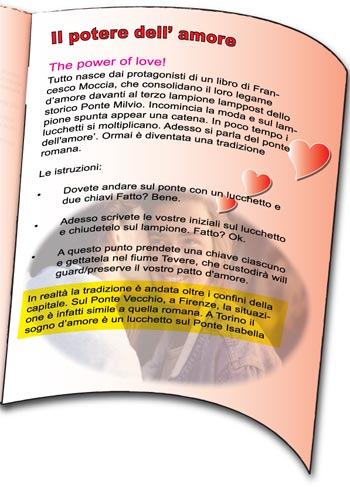 Il potere dell' amore
The power of love!
Tutto nasce dai protagonisti di un libro di Fran-
cesco Moccia, che consolidano il loro legame
d'amore davanti al terzo lampione lamppost dello
storico Ponte Milvio. Incomincia la moda e sul lam-
pione spunta appear una catena. In poco tempo i
lucchetti si moltiplicano. Adesso si parla del ponte
dell'amore'. Ormai è diventata una tradizione
romana.
Le istruzioni:
• Dovete andare sul ponte con un lucchetto e
due chiavi Fatto? Bene.
• Adesso scrivete le vostre iniziali sul lucchetto
e chiudetelo sul lampione. Fatto? Ok.
• A questo punto prendete una chiave ciascuno
e gettatela nel fiume Tevere, che custodirà will
guard/preserve il vostro patto d'amore.
In realtà la tradizione è andata oltre i confini della
capitale. Sul Ponte Vecchio, a Firenze, la situazi-
one è infatti simile a quella romana. A Torino il
sogno d'amore è un lucchetto sul Ponte Isabella